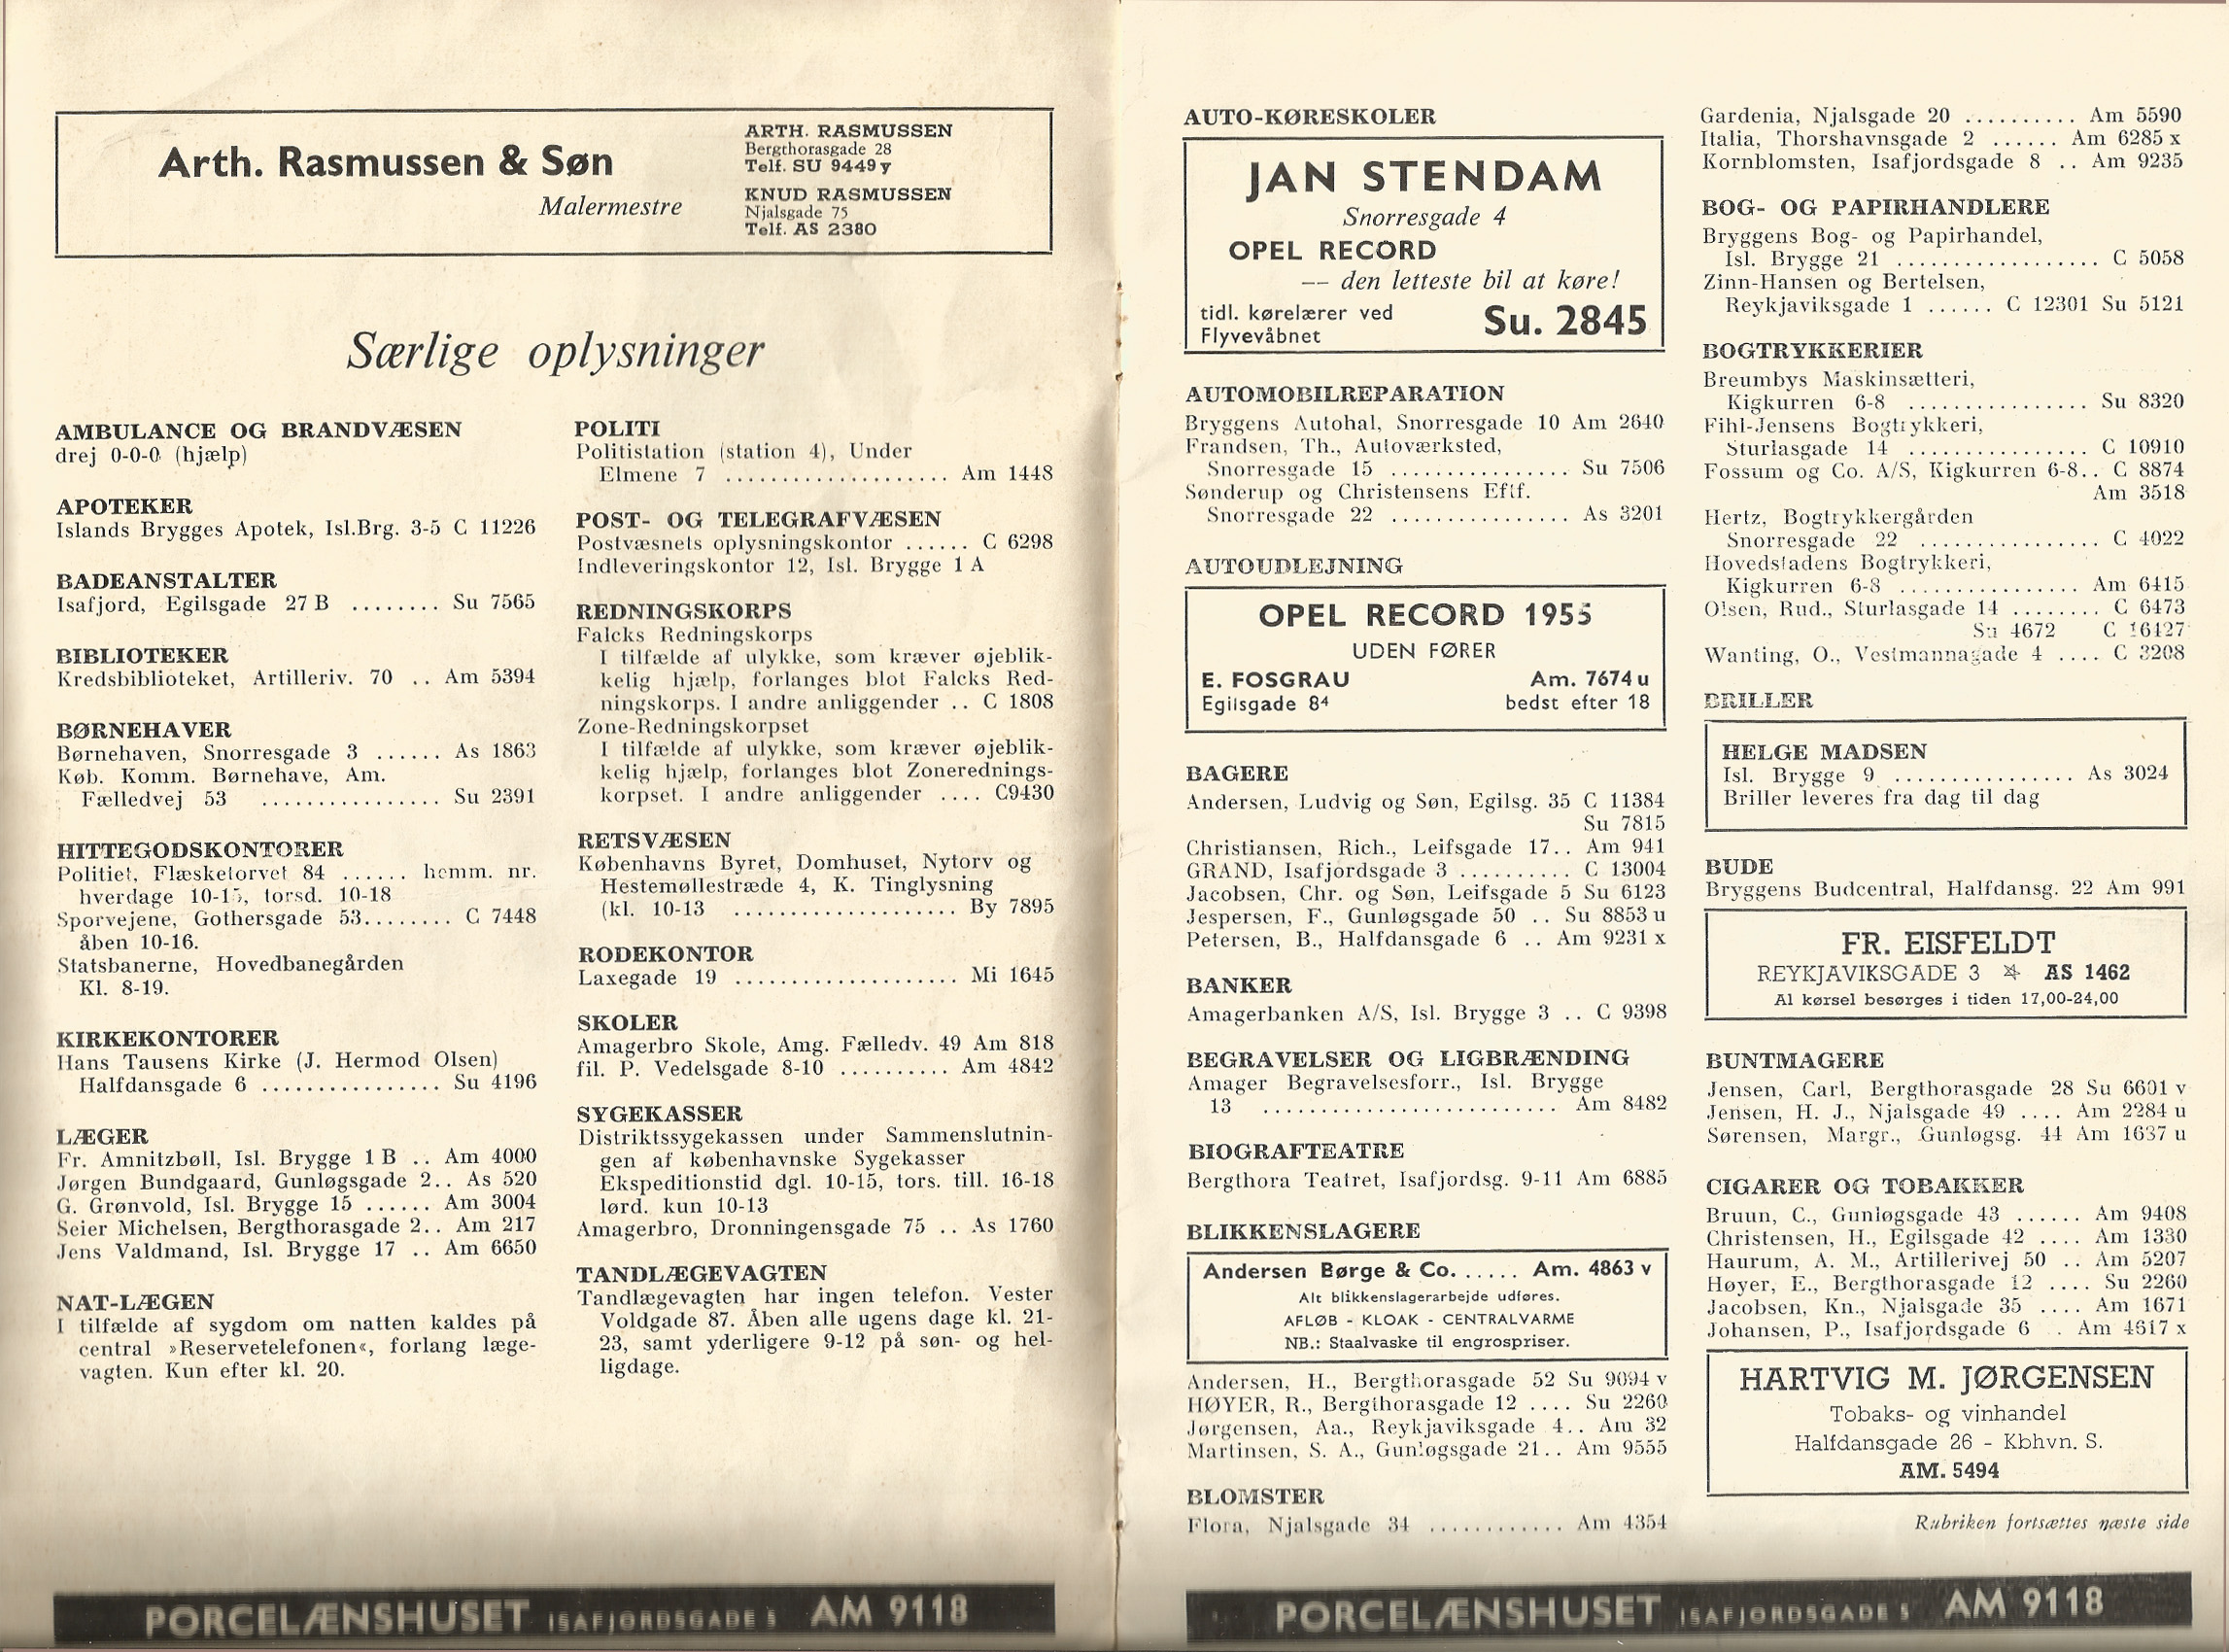 Arth. Rasmussen & Søn
Malermestre
ARTH. RASMUSSEN
Bergthorasgade 28
Telf. SU 9449 y
KNUD RASMUSSEN
Njalsgade 75
Telf. AS 2380
Særlige oplysninger
AMBULANCE OG BRANDVÆSEN
drej 0-0-0 (hjælp)
APOTEKER
Islands Brygges Apotek, Isl.Brg. 3-5 C 11226
BADEANSTALTER
Isafjord, Egilsgade 27 B ........ Su 7565
BIBLIOTEKER
Kredsbiblioteket, Artilleriv. 70 .. Am 5394
BØRNEHAVER
Børnehaven, Snorresgade 3 ...... As 1863
Køb. Komm. Børnehave, Am.
Fælledvej 53 ................ Su 2391
HITTEGODSKONTORER
Politiet, Flæsketorvet 84 ...... hemm. nr.
hverdage 10-15, torsd. 10-18
Sporvejene, Gothersgade 53........ C 7448
åben 10-16.
Statsbanerne, Hovedbanegården
Kl. 8-19.
KIRKEKONTORER
Hans Tausens Kirke (J. Hermod Olsen)
Halfdansgade 6 ................ Su 4196
LÆGER
Fr. Amnitzbøll, Isl. Brygge 1 B .. Am 4000
Jørgen Bundgaard, Gunløgsgade 2.. As 520
G. Grønvold, Isl. Brygge 15 ...... Am 3004
Seier Michelsen, Bergthorasgade 2.. Am 217
Jens Valdmand, Isl. Brygge 17 .. Am 6650
NAT-LÆGEN
I tilfælde af sygdom om natten kaldes på
central »Reservetelefonen«, forlang læge-
vagten. Kun efter kl. 20.
POLITI
Politistation (station 4), Under
Elmene 7 .................... Am 1448
POST- OG TELEGRAFVÆSEN
Postvæsnets oplysningskontor ...... C 6298
Indleveringskontor 12, Isl. Brygge 1 A
REDNINGSKORPS
Falcks Redningskorps
I tilfælde af ulykke, som kræver øjeblik-
kelig hjælp, forlanges blot Falcks Red-
ningskorps. I andre anliggender .. C 1808
Zone-Redningskorpset
I tilfælde af ulykke, som kræver øjeblik-
kelig hjælp, forlanges blot Zonerednings-
korpset. I andre anliggender .... C9430
RETSVÆSEN
Københavns Byret, Domhuset, Nytorv og
Hestemøllestræde 4, K. Tinglysning
(kl. 10-13 .................... By 7895
RODEKONTOR
Laxegade 19 .................... Mi 1645
SKOLER
Amagerbro Skole, Amg. Fælledv. 49 Am 818
fil. P. Vedelsgade 8-10 .......... Am 4842
SYGEKASSER
Distriktssygekassen under Sammenslutnin-
gen af københavnske Sygekasser
Ekspeditionstid dgl. 10-15, tors. till. 16-18
lørd. kun 10-13
Amagerbro, Dronningensgade 75 .. As 1760
TANDLÆGEVAGTEN
Tandlægevagten har ingen telefon. Vester
Voldgade 87. Åben alle ugens dage kl. 21-
23, samt yderligere 9-12 på søn- og hel-
ligdage.
PORCELÆNSHUSET ISAFJORDSGADE 5 AM 9118
AUTO-KØRESKOLER
JAN STENDAM
Snorresgade 4
OPEL RECORD
— den letteste bil at køre!
tidl. kørelærer ved
Flyvevåbnet
Su. 2845
AUTOMOBILREPARATION
Bryggens Autohal, Snorresgade 10 Am 2640
Frandsen, Th., Autoværksted,
Snorresgade 15 ................ Su 7506
Sønderup og Christensens Eftf.
Snorresgade 22 ................ As 3201
AUTOUDLEJNING
OPEL RECORD 1955
UDEN FØRER
E. FOSGRAU Am. 7674 u
Egilsgade 84 bedst efter 18
BAGERE
Andersen, Ludvig og Søn, Egilsg. 35 C 11384
Su 7815
Christiansen, Rich., Leifsgade 17.. Am 941
GRAND, Isafjordsgade 3 .......... C 13004
Jacobsen, Chr. og Søn, Leifsgade 5 Su 6123
Jespersen, F., Gunløgsgade 50 .. Su 8853 u
Petersen, B., Halfdansgade 6 .. Am 9231 x
BANKER
Amagerbanken A/S, Isl. Brygge 3 .. C 9398
BEGRAVELSER OG LIGBRÆNDING
Amager Begravelsesforr., Isl. Brygge
13 .......................... Am 8482
BIOGRAFTEATRE
Bergthora Teatret, Isafjordsg. 9-11 Am 6885
BLIKKENSLAGERE
Andersen Børge & Co. ..... Am. 4863 v
Alt blikkenslagerarbejde udføres.
AFLØB - KLOAK - CENTRALVARME
NB.: Staalvaske til engrospriser.
Andersen, H., Bergthorasgade 52 Su 9094 v
HØYER, R., Bergthorasgade 12 .... Su 2260
Jørgensen, Aa., Reykjaviksgade 4.. Am 32
Martinsen, S. A., Gunløgsgade 21.. Am 9555
BLOMSTER
Flora, Njalsgade 34 ............ Am 4354
Gardenia, Njalsgade 20 .......... Am 5590
Italia, Thorshavnsgade 2 ...... Am 6285 x
Kornblomsten, Isafjordsgade 8 .. Am 9235
BOG- OG PAPIRHANDLERE
Bryggens Bog- og Papirhandel,
Isl. Brygge 21 .................. C 5058
Zinn-Hansen og Bertelsen,
Reykjaviksgade 1 ...... C 12301 Su 5121
BOGTRYKKERIER
Breumbys Maskinsætteri,
Kigkurren 6-8 ................ Su 8320
Fihl-Jensens Bogtrykkeri,
Sturlasgade 14 ................ C 10910
Fossum og Co. A/S, Kigkurren 6-8.. C 8874
Am 3518
Hertz, Bogtrykkergården
Snorresgade 22 ................ C 4022
Hovedstadens Bogtrykkeri,
Kigkurren 6-8 ................ Am 6415
Olsen, Rud., Sturlasgade 14 ........ C 6473
Su 4672 C 16427
Wanting, O., Vestmannagade 4 .... C 3208
BRILLER
HELGE MADSEN
Isl. Brygge 9 ................ As 3024
Briller leveres fra dag til dag
BUDE
Bryggens Budcentral, Halfdansg. 22 Am 991
FR. EISFELDT
REYKJAVIKSGADE 3 ☆ AS 1462
Al kørsel besørges i tiden 17,00-24,00
BUNTMAGERE
Jensen, Carl, Bergthorasgade 28 Su 6601 v
Jensen, H. J., Njalsgade 49 .... Am 2284 u
Sørensen, Margr., Gunløgsg. 44 Am 1637 u
CIGARER OG TOBAKKER
Bruun, C., Gunløgsgade 43 ...... Am 9408
Christensen, H., Egilsgade 42 .... Am 1330
Haurum, A. M., Artillerivej 50 .. Am 5207
Høyer, E., Bergthorasgade 12 .... Su 2260
Jacobsen, Kn., Njalsgade 35 .... Am 1671
Johansen, P., Isafjordsgade 6 . Am 4617 x
HARTVIG M. JØRGENSEN
Tobaks- og vinhandel
Halfdansgade 26 - Kbhvn. S.
AM. 5494
Rubriken fortsættes næste side
PORCELÆNSHUSET ISAFJORDSGADE 5 AM 9118